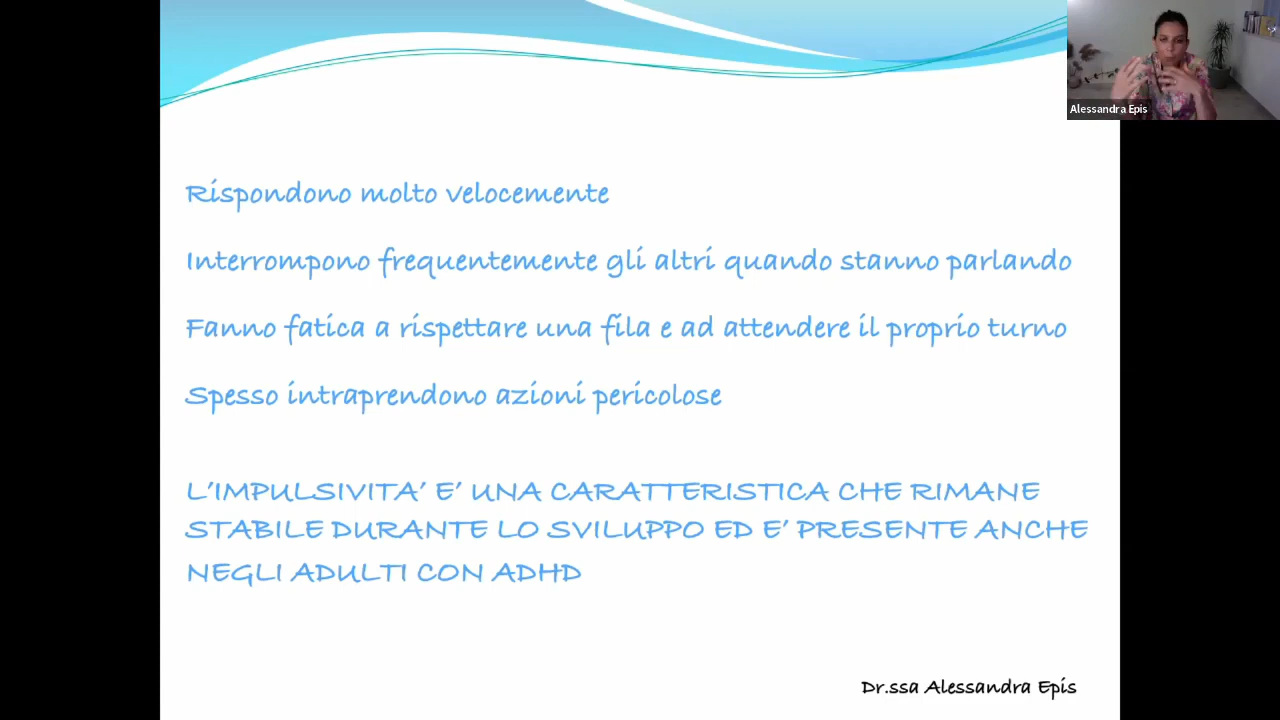 Alessandra Epis
Rispondono molto velocemente
Interrompono frequentemente gli altri quando stanno parlando
Fanno fatica a rispettare una fila e ad attendere il proprio turno
Spesso intraprendono azioni pericolose
L'IMPULSIVITA' E' UNA CARATTERISTICA CHE RIMANE
STABILE DURANTE LO SVILUPPO ED E' PRESENTE ANCHE
NEGLI ADULTI CON ADHD
Dr.ssa Alessandra Epis